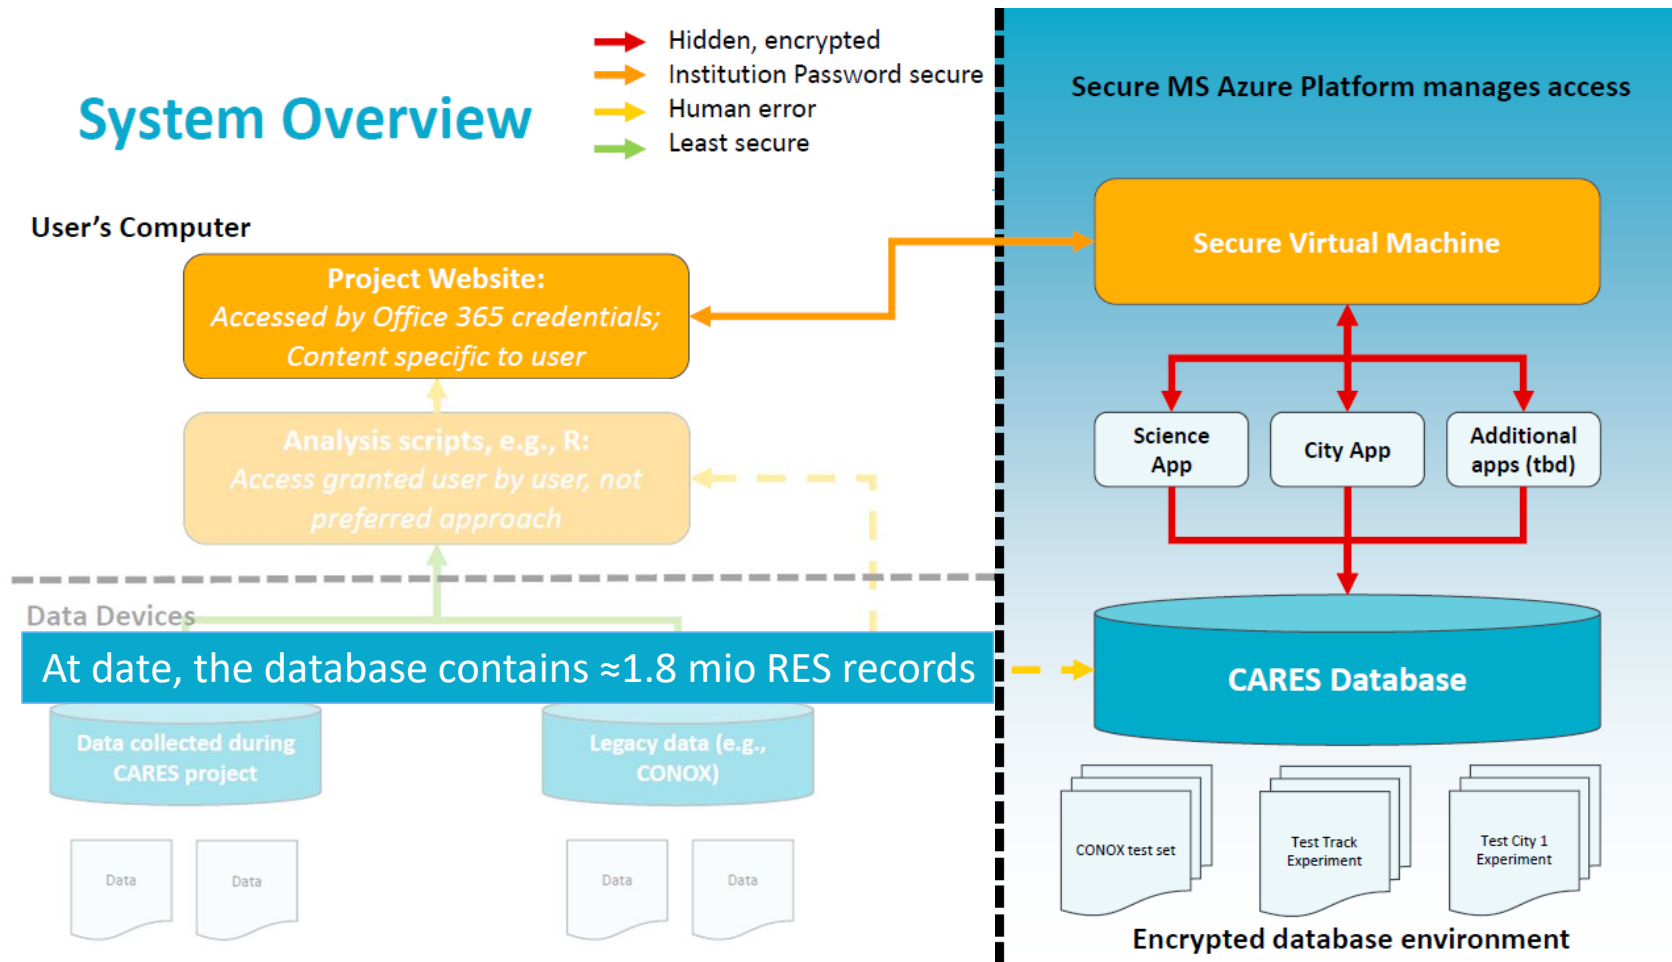 System Overview
Hidden, encrypted
Institution Password secure
Human error
Least secure
User's Computer
Project Website:
Accessed by Office 365 credentials;
Content specific to user
Analysis scripts, e.g., R:
Access granted user by user, not
preferred approach
Data Devices
At date, the database contains ≈1.8 mio RES records
Data collected during
CARES project
Legacy data (e.g.,
CONOX)
Data
Data
Data
Data
Secure MS Azure Platform manages access
Secure Virtual Machine
Science
App
City App
Additional
apps (tbd)
CARES Database
CONOX test set
Test Track
Experiment
Test City 1
Experiment
Encrypted database environment